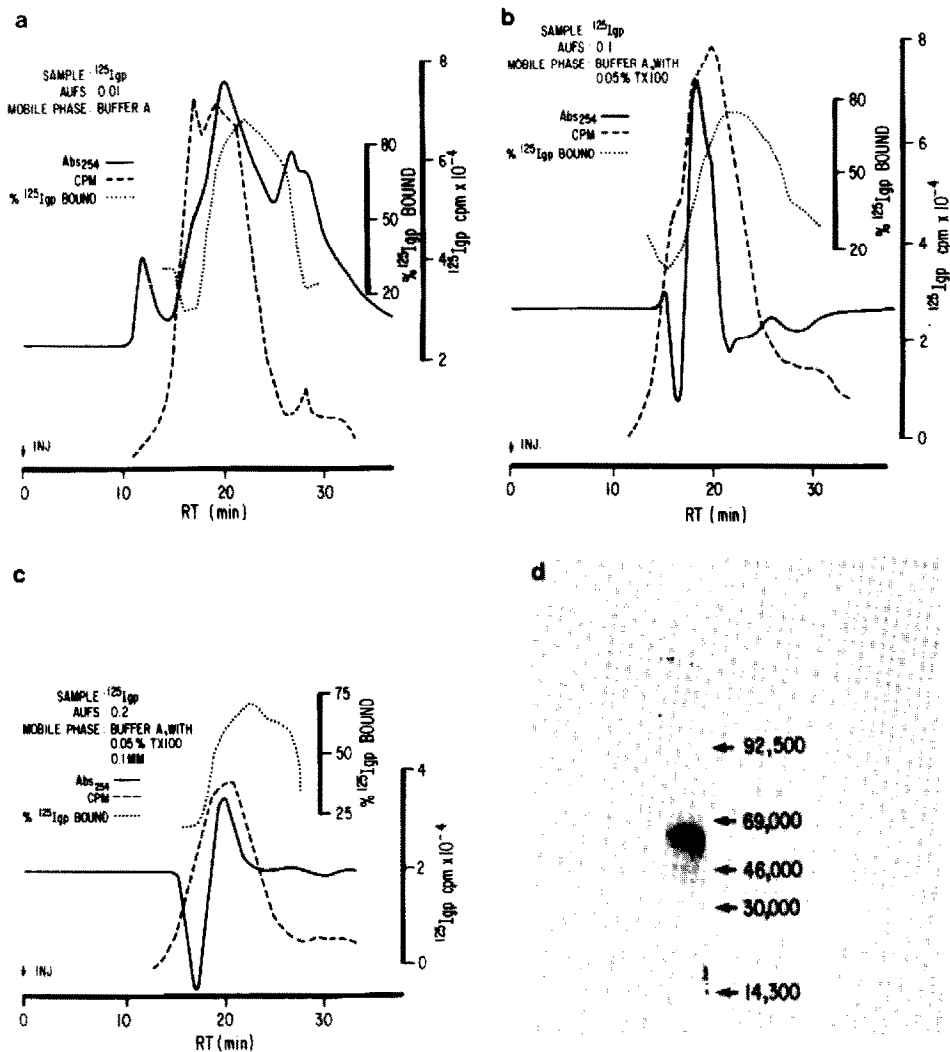 a
SAMPLE : ¹²⁵Igp
AUFS : 0.01
MOBILE PHASE : BUFFER A
Abs₂₅₄
CPM
% ¹²⁵Igp BOUND
80
50
20
% ¹²⁵Igp BOUND
8
6
4
2
¹²⁵Igp cpm x 10⁻⁴
INJ
0
10
20
30
RT (min)
b
SAMPLE ¹²⁵Igp
AUFS : 0.1
MOBILE PHASE : BUFFER A, WITH
0.05% TX100
Abs₂₅₄
CPM
% ¹²⁵Igp BOUND
80
50
20
% ¹²⁵Igp BOUND
8
6
4
2
0
¹²⁵Igp cpm x 10⁻⁴
INJ.
0
10
20
30
RT (min)
c
SAMPLE : ¹²⁵Igp
AUFS 0.2
MOBILE PHASE : BUFFER A, WITH
0.05% TX100
0.1MM
Abs₂₅₄
CPM
% ¹²⁵Igp BOUND
75
50
25
% ¹²⁵Igp BOUND
4
2
0
¹²⁵Igp cpm x 10⁻⁴
INJ
0
10
20
30
RT (min)
d
92,500
69,000
46,000
30,000
14,300